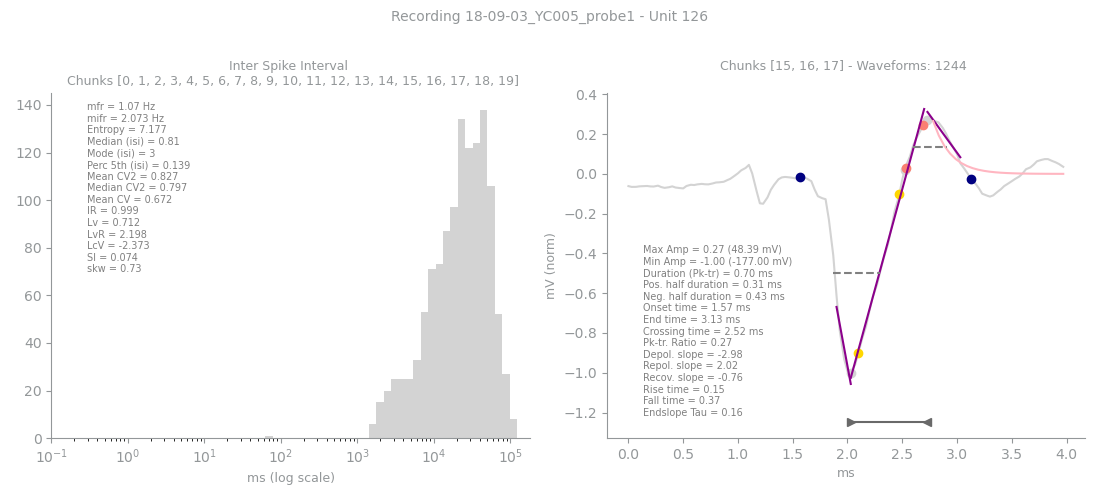 Recording 18-09-03_YC005_probe1 - Unit 126
Inter Spike Interval
Chunks [0, 1, 2, 3, 4, 5, 6, 7, 8, 9, 10, 11, 12, 13, 14, 15, 16, 17, 18, 19]
140
120
100
80
60
40
20
0
mfr = 1.07 Hz
mifr = 2.073 Hz
Entropy = 7.177
Median (isi) = 0.81
Mode (isi) = 3
Perc 5th (isi) = 0.139
Mean CV2 = 0.827
Median CV2 = 0.797
Mean CV = 0.672
IR = 0.999
Lv = 0.712
LvR = 2.198
LcV = -2.373
SI = 0.074
skw = 0.73
10⁻¹ 10⁰ 10¹ 10² 10³ 10⁴ 10⁵
ms (log scale)
Chunks [15, 16, 17] - Waveforms: 1244
mV (norm)
0.4
0.2
0.0
−0.2
−0.4
−0.6
−0.8
−1.0
−1.2
Max Amp = 0.27 (48.39 mV)
Min Amp = -1.00 (-177.00 mV)
Duration (Pk-tr) = 0.70 ms
Pos. half duration = 0.31 ms
Neg. half duration = 0.43 ms
Onset time = 1.57 ms
End time = 3.13 ms
Crossing time = 2.52 ms
Pk-tr. Ratio = 0.27
Depol. slope = -2.98
Repol. slope = 2.02
Recov. slope = -0.76
Rise time = 0.15
Fall time = 0.37
Endslope Tau = 0.16
0.0 0.5 1.0 1.5 2.0 2.5 3.0 3.5 4.0
ms